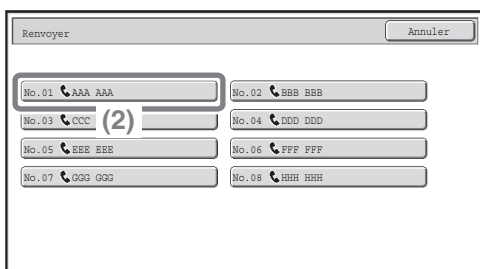 Renvoyer Annuler
No.01 AAA AAA No.02 BBB BBB
No.03 CCC (2) No.04 DDD DDD
No.05 EEE EEE No.06 FFF FFF
No.07 GGG GGG No.08 HHH HHH